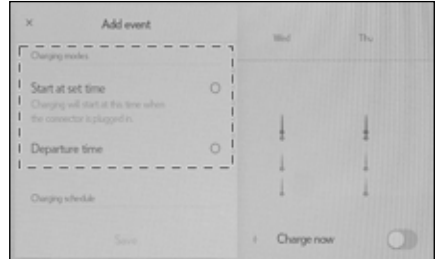 × Add event
Charging modes
Start at set time
Charging will start at this time when
the connector is plugged in.
Departure time
Charging schedule
Save
Wed Thu
Charge now